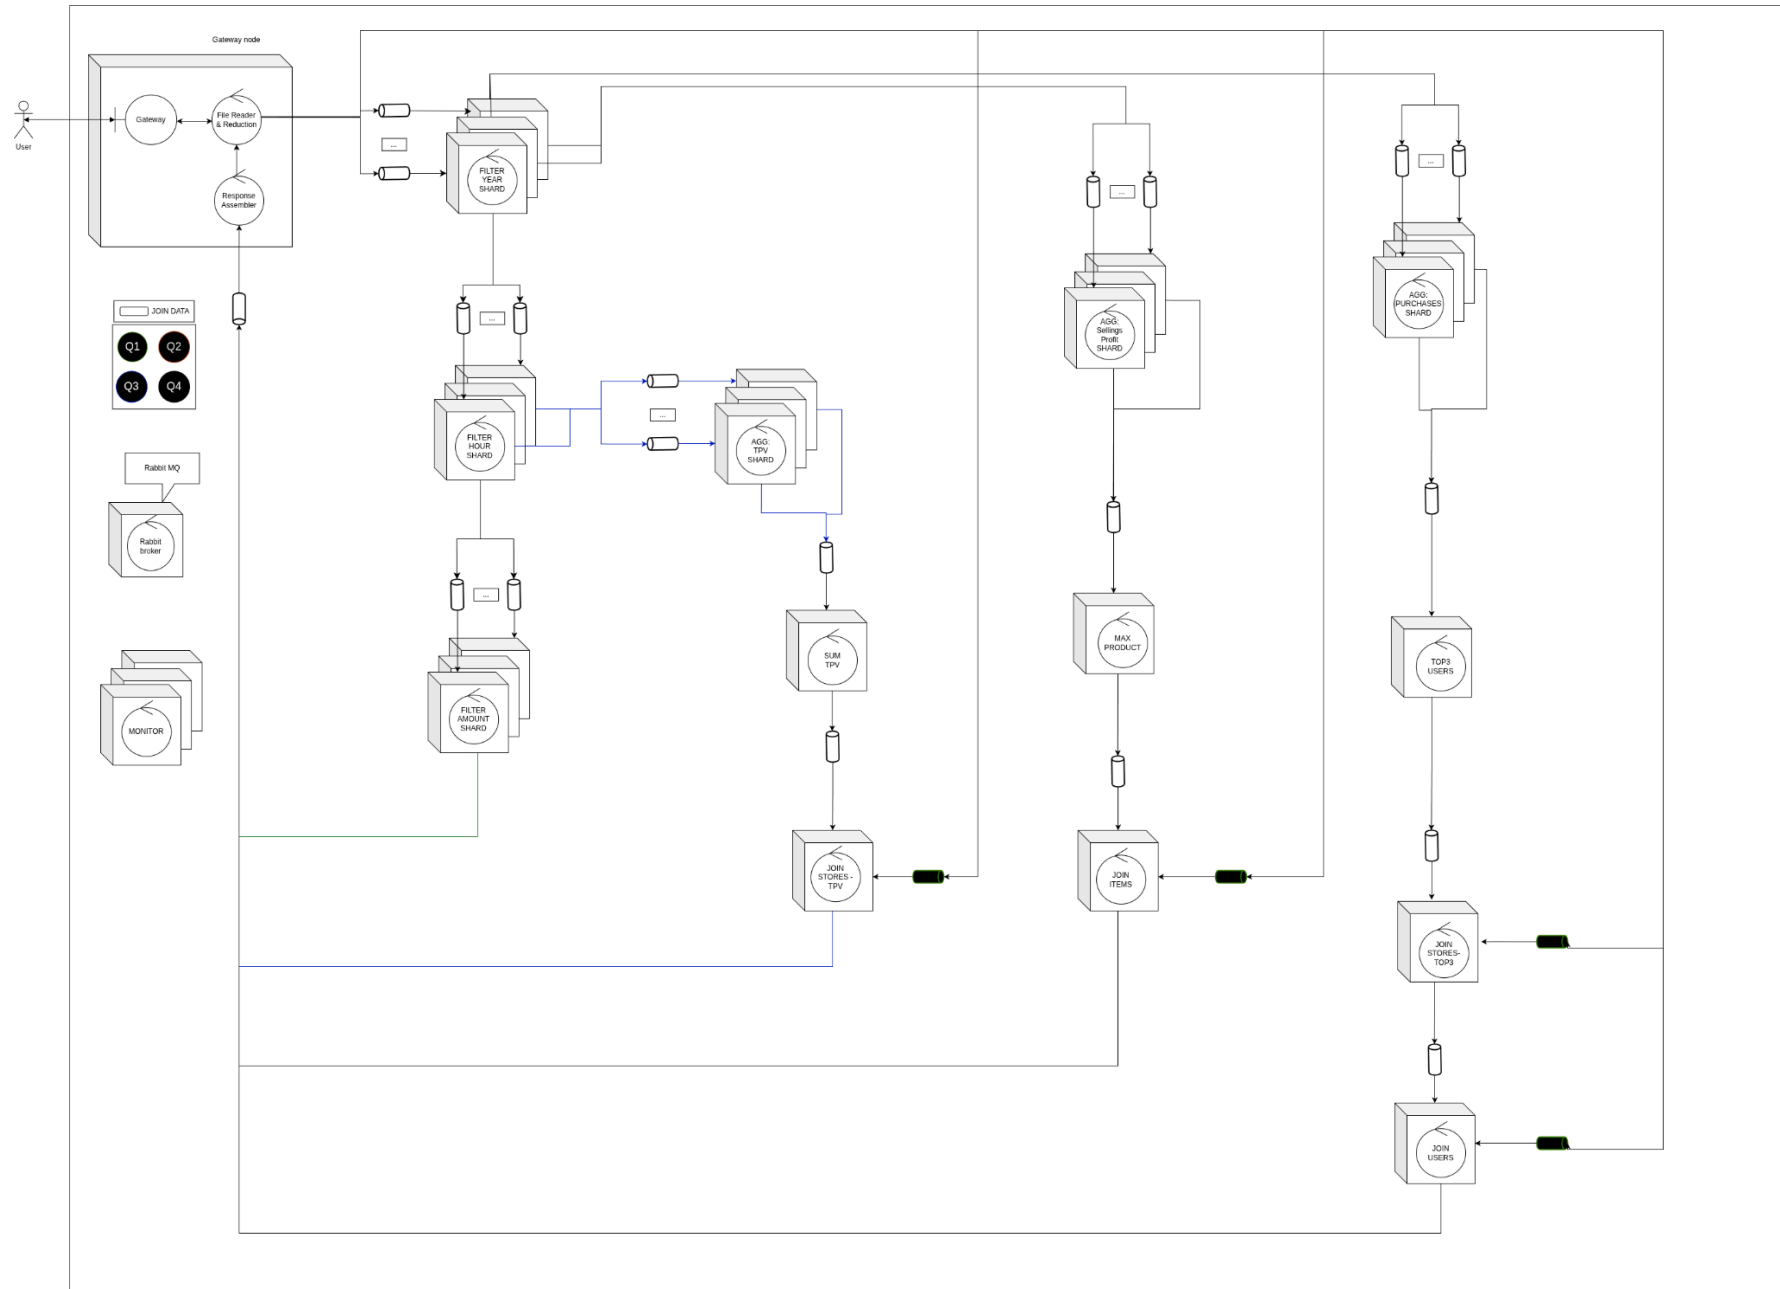 Gateway node
User
Gateway
File Reader
& Reduction
Response
Assembler
...
FILTER
YEAR
SHARD
...
...
JOIN DATA
Q1
Q2
Q3
Q4
...
FILTER
HOUR
SHARD
...
AGG:
TPV
SHARD
AGG:
Sellings
Profit
SHARD
AGG:
PURCHASES
SHARD
Rabbit MQ
Rabbit
broker
...
MONITOR
FILTER
AMOUNT
SHARD
SUM
TPV
MAX
PRODUCT
TOP3
USERS
JOIN
STORES -
TPV
JOIN
ITEMS
JOIN
STORES-
TOP3
JOIN
USERS